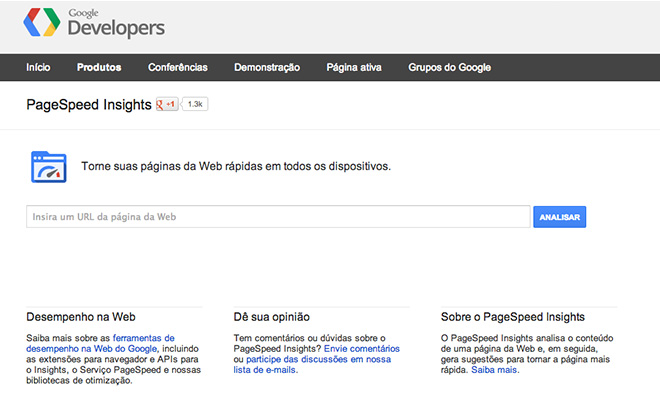 Google
Developers
Início Produtos Conferências Demonstração Página ativa Grupos do Google
PageSpeed Insights +1 1.3k
Torne suas páginas da Web rápidas em todos os dispositivos.
Insira um URL da página da Web ANALISAR
Desempenho na Web
Saiba mais sobre as ferramentas de
desempenho na Web do Google, incluindo
as extensões para navegador e APIs para
o Insights, o Serviço PageSpeed e nossas
bibliotecas de otimização.
Dê sua opinião
Tem comentários ou dúvidas sobre o
PageSpeed Insights? Envie comentários
ou participe das discussões em nossa
lista de e-mails.
Sobre o PageSpeed Insights
O PageSpeed Insights analisa o conteúdo
de uma página da Web e, em seguida,
gera sugestões para tornar a página mais
rápida. Saiba mais.